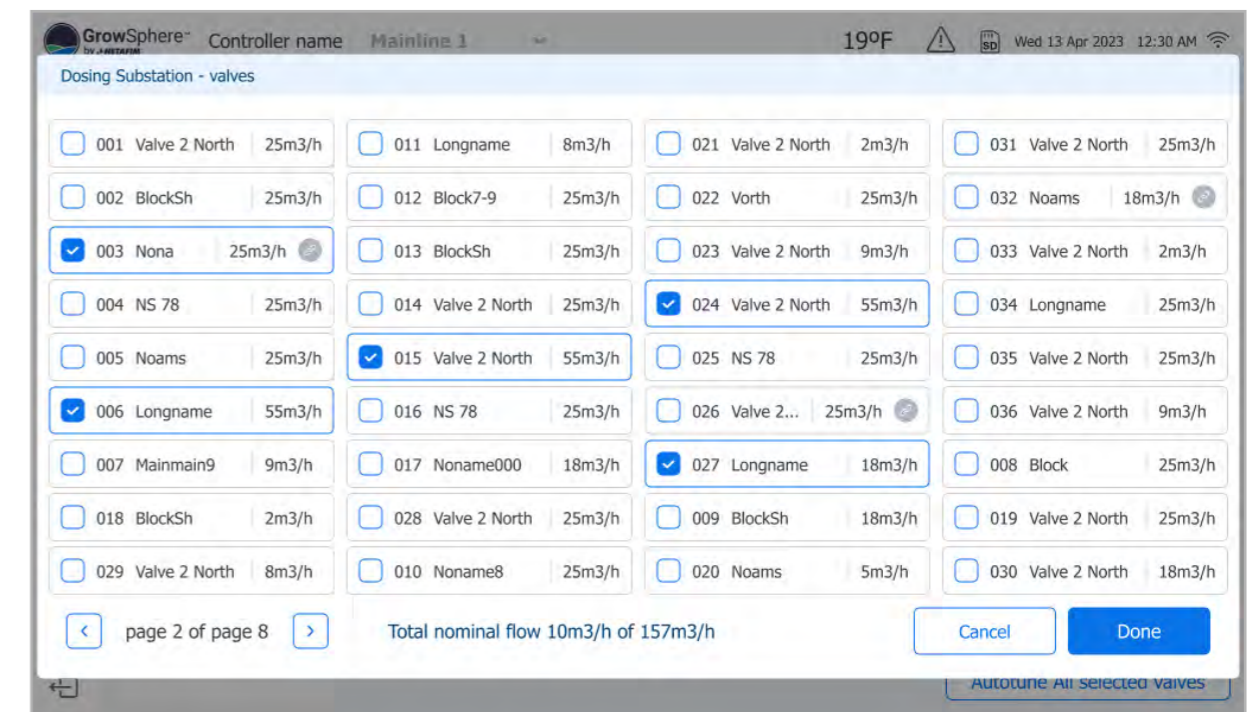 GrowSphere™ Controller name Mainline 1 19ºF SD Wed 13 Apr 2023 12:30 AM
BY NETAFIM
Dosing Substation - valves
001 Valve 2 North 25m3/h 011 Longname 8m3/h 021 Valve 2 North 2m3/h 031 Valve 2 North 25m3/h
002 BlockSh 25m3/h 012 Block7-9 25m3/h 022 Vorth 25m3/h 032 Noams 18m3/h
003 Nona 25m3/h 013 BlockSh 25m3/h 023 Valve 2 North 9m3/h 033 Valve 2 North 2m3/h
004 NS 78 25m3/h 014 Valve 2 North 25m3/h 024 Valve 2 North 55m3/h 034 Longname 25m3/h
005 Noams 25m3/h 015 Valve 2 North 55m3/h 025 NS 78 25m3/h 035 Valve 2 North 25m3/h
006 Longname 55m3/h 016 NS 78 25m3/h 026 Valve 2... 25m3/h 036 Valve 2 North 9m3/h
007 Mainmain9 9m3/h 017 Noname000 18m3/h 027 Longname 18m3/h 008 Block 25m3/h
018 BlockSh 2m3/h 028 Valve 2 North 25m3/h 009 BlockSh 18m3/h 019 Valve 2 North 25m3/h
029 Valve 2 North 8m3/h 010 Noname8 25m3/h 020 Noams 5m3/h 030 Valve 2 North 18m3/h
page 2 of page 8 Total nominal flow 10m3/h of 157m3/h Cancel Done
Autotune All selected valves